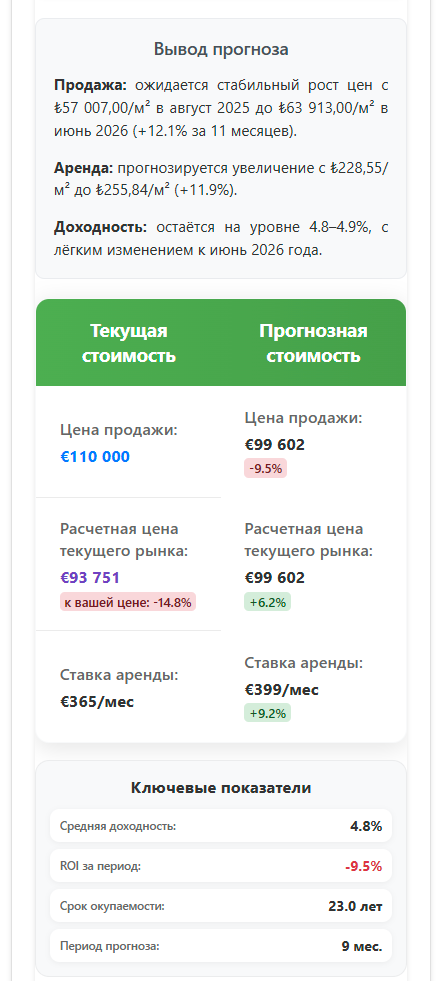 Вывод прогноза
Продажа: ожидается стабильный рост цен с
₺57 007,00/м² в август 2025 до ₺63 913,00/м² в
июнь 2026 (+12.1% за 11 месяцев).
Аренда: прогнозируется увеличение с ₺228,55/
м² до ₺255,84/м² (+11.9%).
Доходность: остаётся на уровне 4.8–4.9%, с
лёгким изменением к июнь 2026 года.
Текущая
стоимость
Прогнозная
стоимость
Цена продажи:
€110 000
Цена продажи:
€99 602
-9.5%
Расчетная цена
текущего рынка:
€93 751
к вашей цене: -14.8%
Расчетная цена
текущего рынка:
€99 602
+6.2%
Ставка аренды:
€365/мес
Ставка аренды:
€399/мес
+9.2%
Ключевые показатели
Средняя доходность: 4.8%
ROI за период: -9.5%
Срок окупаемости: 23.0 лет
Период прогноза: 9 мес.